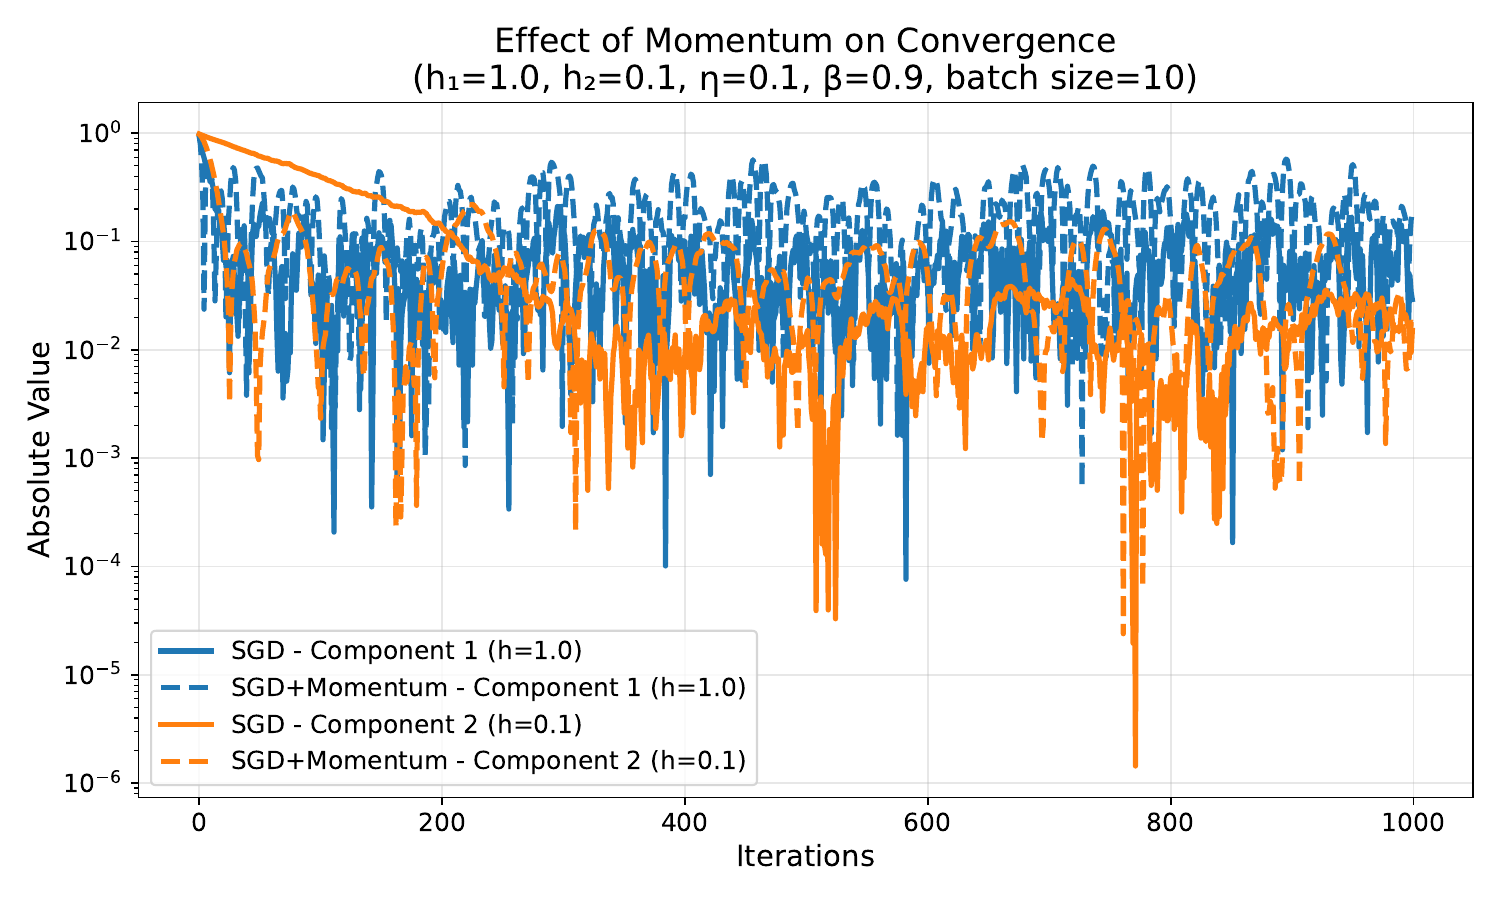 Effect of Momentum on Convergence
(h₁=1.0, h₂=0.1, η=0.1, β=0.9, batch size=10)
Absolute Value
10⁰
10⁻¹
10⁻²
10⁻³
10⁻⁴
10⁻⁵
10⁻⁶
SGD - Component 1 (h=1.0)
SGD+Momentum - Component 1 (h=1.0)
SGD - Component 2 (h=0.1)
SGD+Momentum - Component 2 (h=0.1)
0 200 400 600 800 1000
Iterations